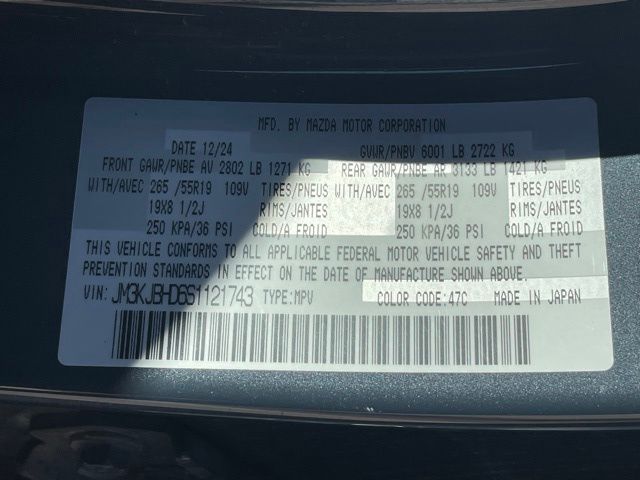 MFD. BY MAZDA MOTOR CORPORATION
DATE 12/24 GVWR/PNBV 6001 LB 2722 KG
FRONT GAWR/PNBE AV 2802 LB 1271 KG REAR GAWR/PNBE AR 3133 LB 1421 KG
WITH/AVEC 265 /55R19 109V TIRES/PNEUS WITH/AVEC 265 /55R19 109V TIRES/PNEUS
19X8 1/2J RIMS/JANTES 19X8 1/2J RIMS/JANTES
250 KPA/36 PSI COLD/A FROID 250 KPA/36 PSI COLD/A FROID
THIS VEHICLE CONFORMS TO ALL APPLICABLE FEDERAL MOTOR VEHICLE SAFETY AND THEFT
PREVENTION STANDARDS IN EFFECT ON THE DATE OF MANUFACTURE SHOWN ABOVE.
VIN: JM3KJBHD6S1121743 TYPE:MPV COLOR CODE:47C MADE IN JAPAN